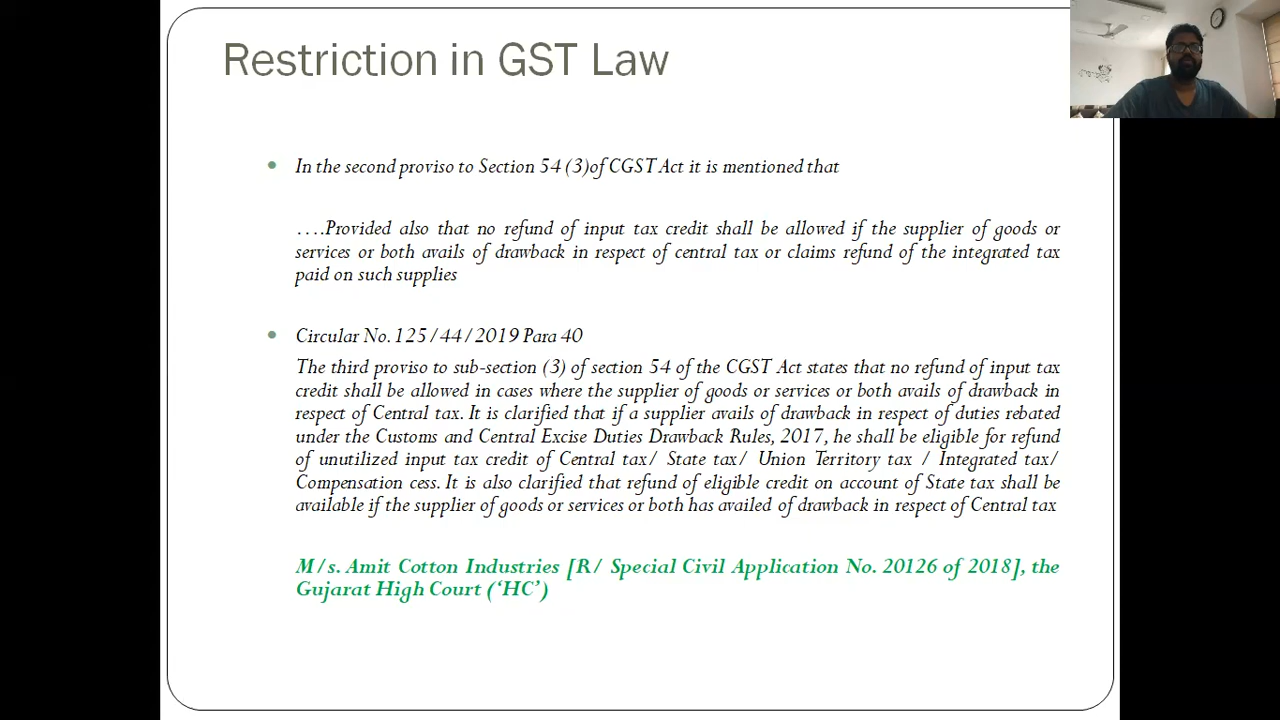 Restriction in GST Law
In the second proviso to Section 54 (3)of CGST Act it is mentioned that
....Provided also that no refund of input tax credit shall be allowed if the supplier of goods or
services or both avails of drawback in respect of central tax or claims refund of the integrated tax
paid on such supplies
Circular No. 125/44/2019 Para 40
The third proviso to sub-section (3) of section 54 of the CGST Act states that no refund of input tax
credit shall be allowed in cases where the supplier of goods or services or both avails of drawback in
respect of Central tax. It is clarified that if a supplier avails of drawback in respect of duties rebated
under the Customs and Central Excise Duties Drawback Rules, 2017, he shall be eligible for refund
of unutilized input tax credit of Central tax/ State tax/ Union Territory tax / Integrated tax/
Compensation cess. It is also clarified that refund of eligible credit on account of State tax shall be
available if the supplier of goods or services or both has availed of drawback in respect of Central tax
M/s. Amit Cotton Industries [R/ Special Civil Application No. 20126 of 2018], the
Gujarat High Court (‘HC’)